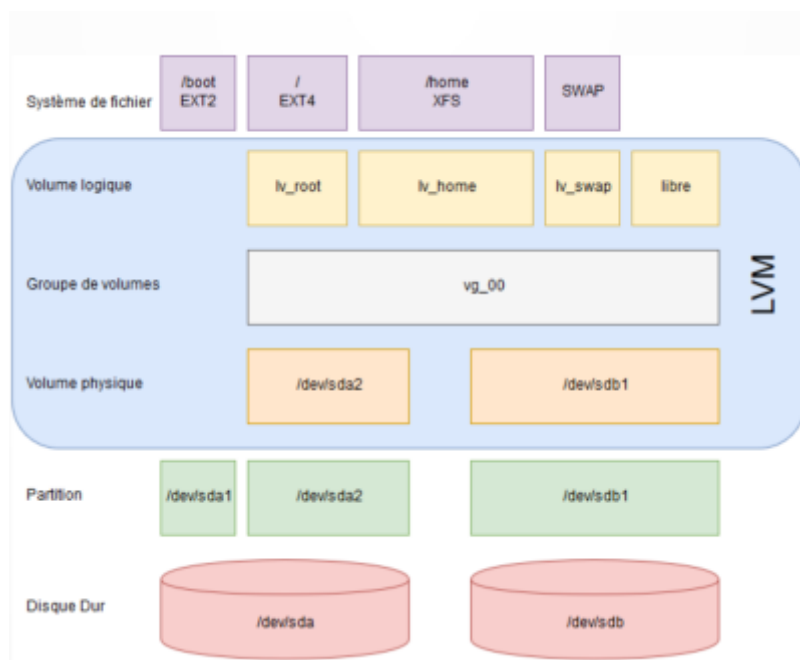 Système de fichier
/boot
EXT2
/
EXT4
/home
XFS
SWAP
Volume logique
lv_root
lv_home
lv_swap
libre
Groupe de volumes
vg_00
LVM
Volume physique
/dev/sda2
/dev/sdb1
Partition
/dev/sda1
/dev/sda2
/dev/sdb1
Disque Dur
/dev/sda
/dev/sdb